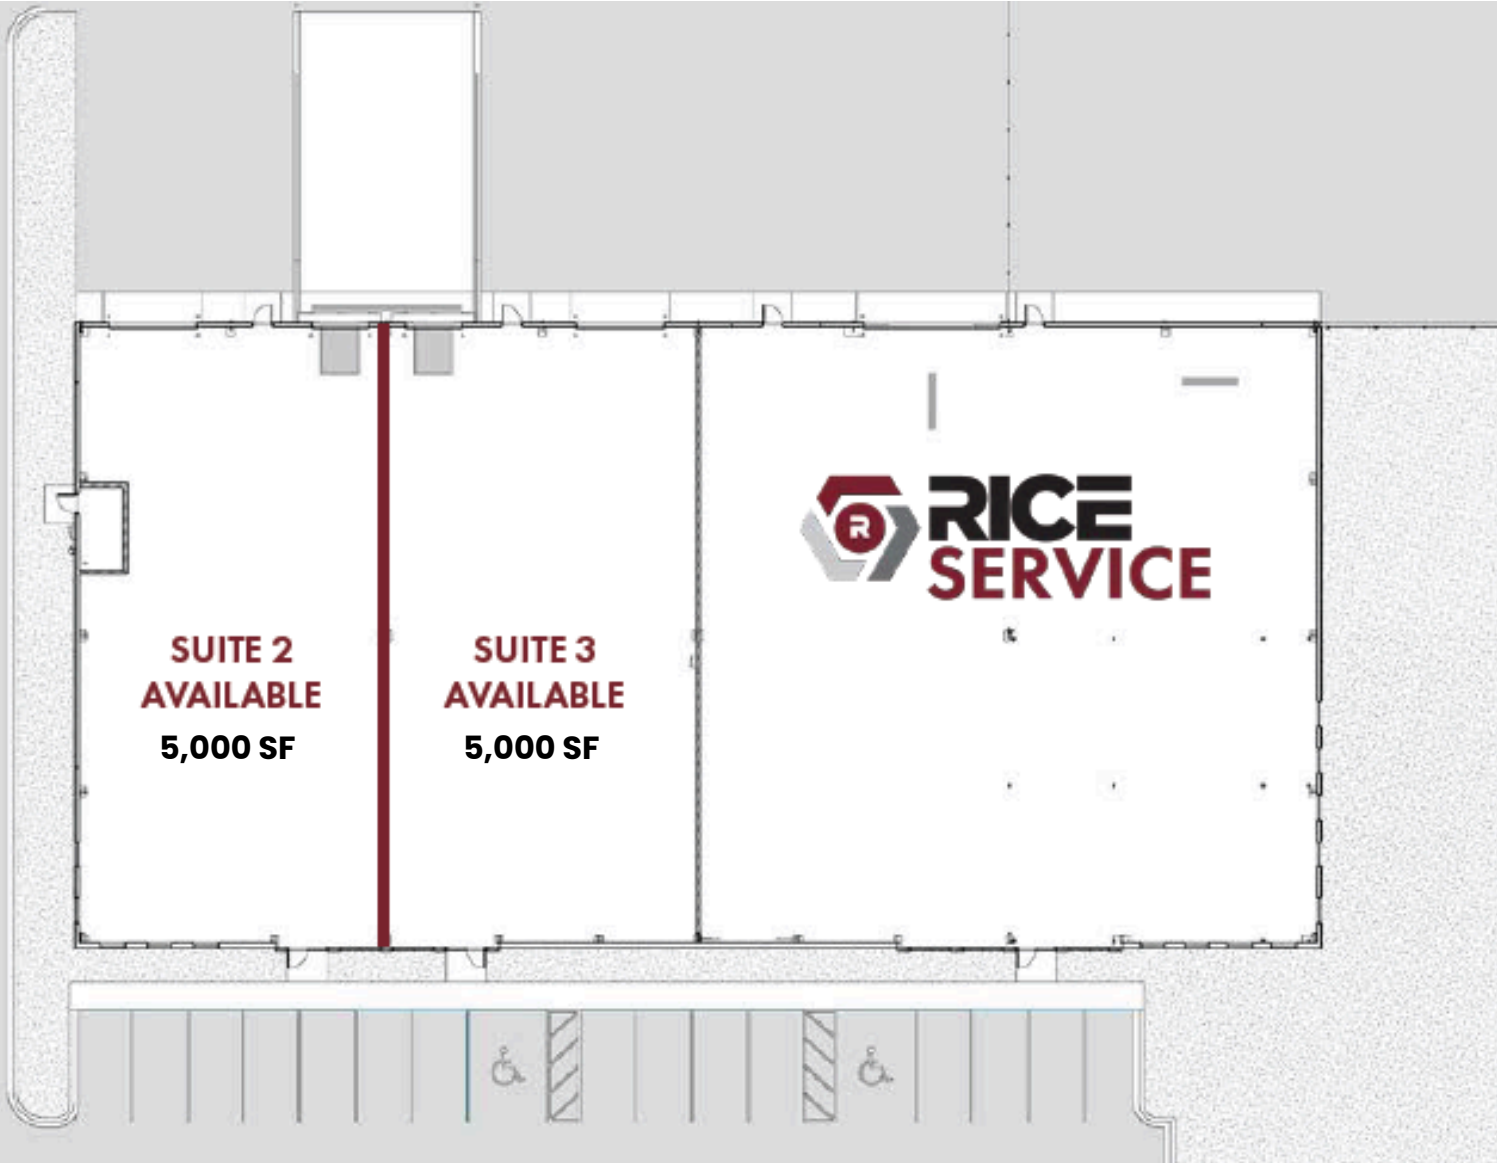 R
RICE
SERVICE
SUITE 2
AVAILABLE
5,000 SF
SUITE 3
AVAILABLE
5,000 SF